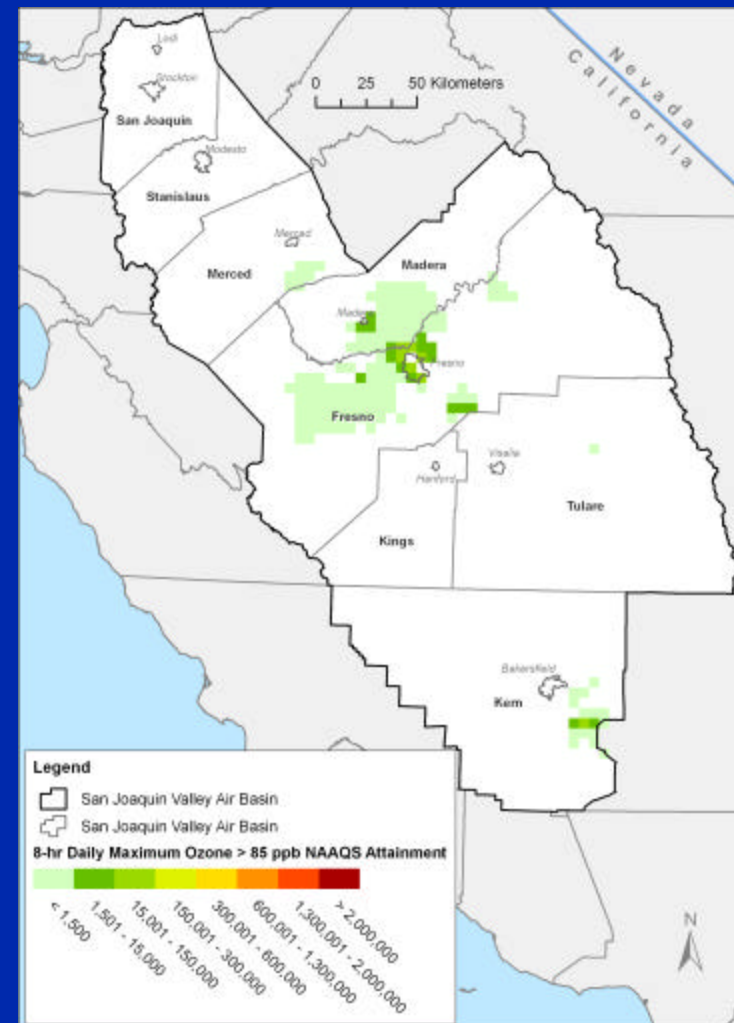 Lodi
Stockton
San Joaquin
0 25 50 Kilometers
Nevada
California
Modesto
Stanislaus
Merced
Merced
Madera
Madera
Fresno
Fresno
Visalia
Hanford
Tulare
Kings
Bakersfield
Kern
Legend
San Joaquin Valley Air Basin
San Joaquin Valley Air Basin
8-hr Daily Maximum Ozone > 85 ppb NAAQS Attainment
< 1,500
1,501 - 15,000
15,001 - 150,000
150,001 - 300,000
300,001 - 600,000
600,001 - 1,300,000
1,300,001 - 2,000,000
> 2,000,000
N